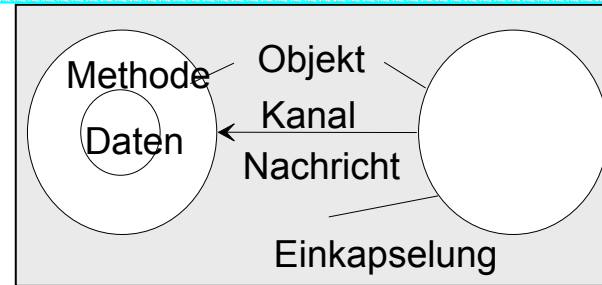 Methode
Daten
Objekt
Kanal
Nachricht
Einkapselung